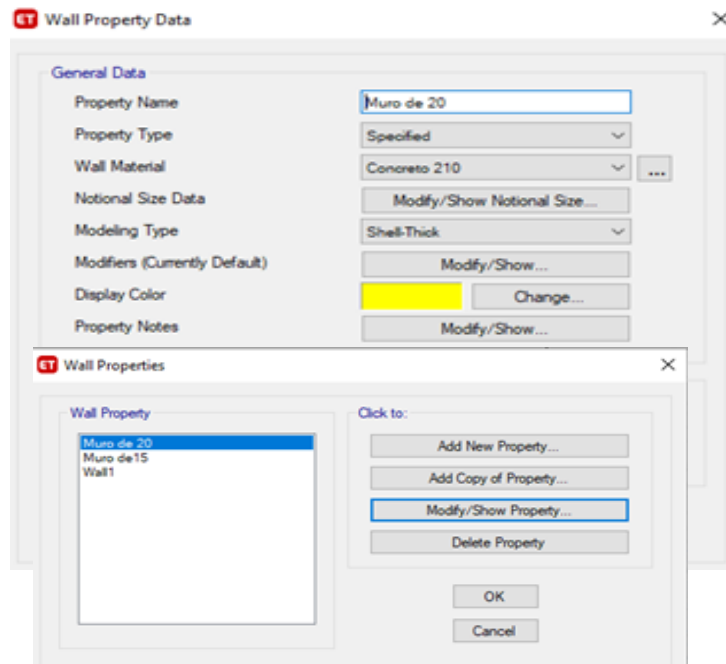 ET Wall Property Data
General Data
Property Name Muro de 20
Property Type Specified
Wall Material Concreto 210 ...
Notional Size Data Modify/Show Notional Size...
Modeling Type Shell-Thick
Modifiers (Currently Default) Modify/Show...
Display Color Change...
Property Notes Modify/Show...
ET Wall Properties
Wall Property
Muro de 20
Muro de15
Wall1
Click to:
Add New Property...
Add Copy of Property...
Modify/Show Property...
Delete Property
OK
Cancel